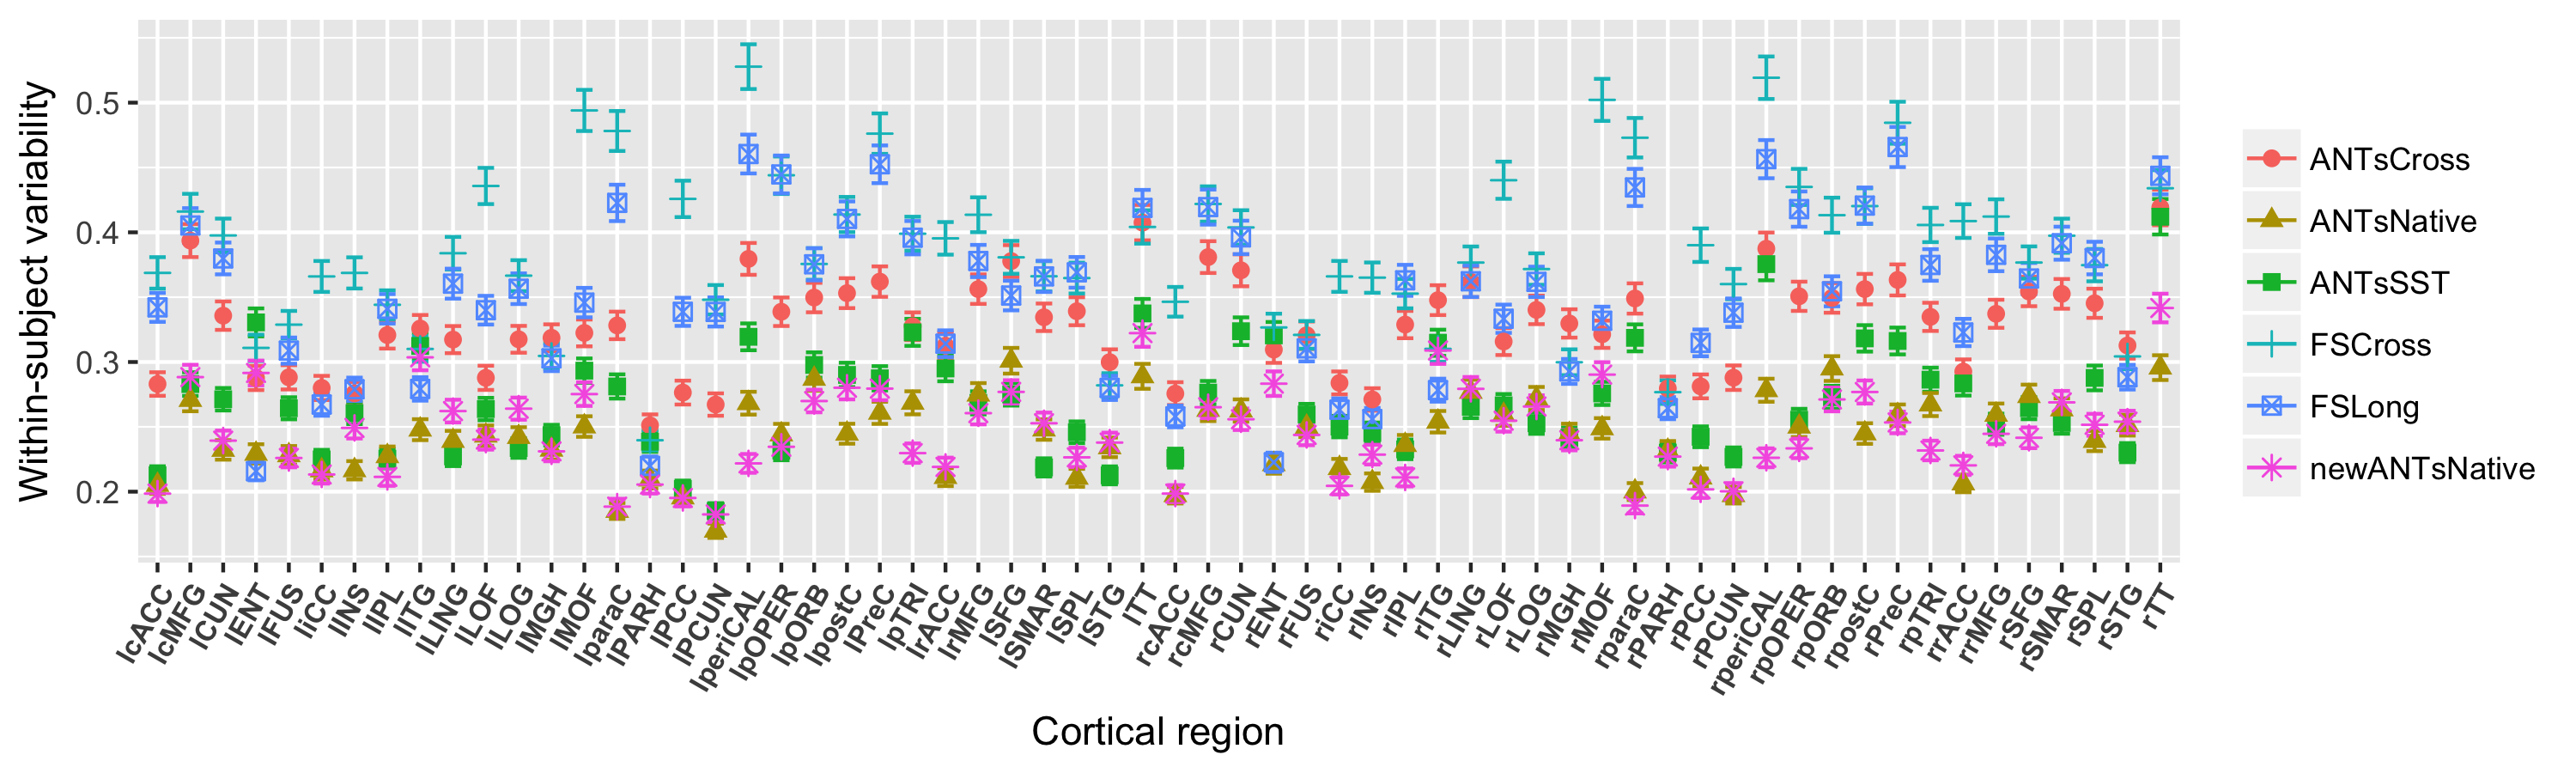 Within-subject variability
0.5
0.4
0.3
0.2
lcACC
lcMFG
lCUN
lENT
lFUS
liCC
lINS
lIPL
lITG
lLING
lLOF
lLOG
lMGH
lMOF
lparaC
lPARH
lPCC
lPCUN
lperiCAL
lpOPER
lpORB
lpostC
lPreC
lpTRI
lrACC
lrMFG
lSFG
lSMAR
lSPL
lSTG
lTT
rcACC
rcMFG
rCUN
rENT
rFUS
riCC
rINS
rIPL
rITG
rLING
rLOF
rLOG
rMGH
rMOF
rparaC
rPARH
rPCC
rPCUN
rperiCAL
rpOPER
rpORB
rpostC
rPreC
rpTRI
rrACC
rrMFG
rSFG
rSMAR
rSPL
rSTG
rTT
Cortical region
ANTsCross
ANTsNative
ANTsSST
FSCross
FSLong
newANTsNative